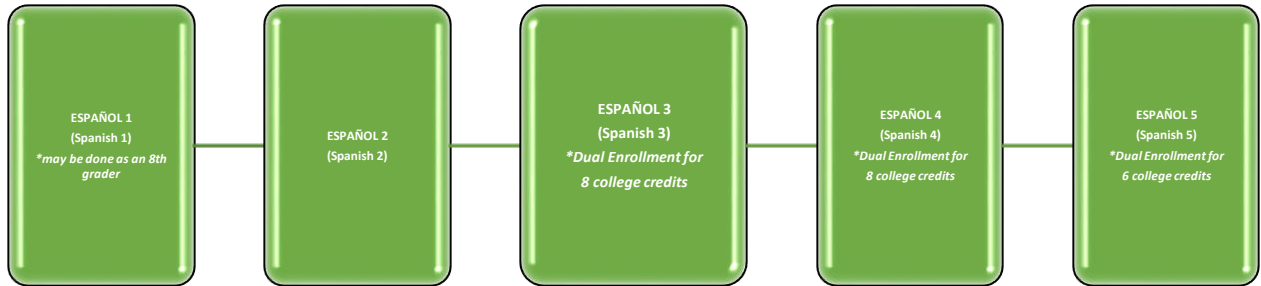 ESPAÑOL 1
(Spanish 1)
*may be done as an 8th
grader
ESPAÑOL 2
(Spanish 2)
ESPAÑOL 3
(Spanish 3)
*Dual Enrollment for
8 college credits
ESPAÑOL 4
(Spanish 4)
*Dual Enrollment for
8 college credits
ESPAÑOL 5
(Spanish 5)
*Dual Enrollment for
6 college credits